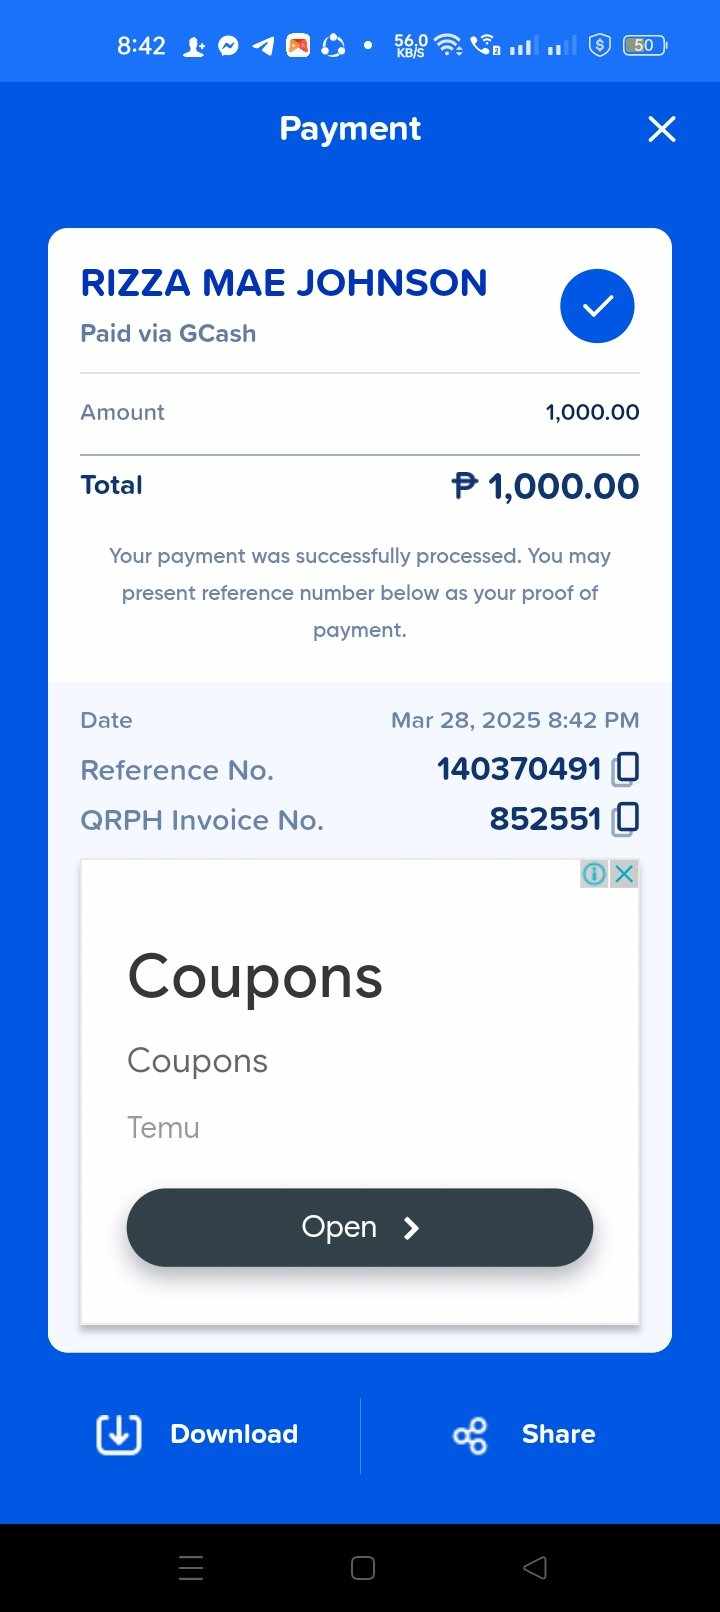 8:42 56.0 KB/S 2 50
Payment
RIZZA MAE JOHNSON
Paid via GCash
Amount 1,000.00
Total ₱ 1,000.00
Your payment was successfully processed. You may
present reference number below as your proof of
payment.
Date Mar 28, 2025 8:42 PM
Reference No. 140370491
QRPH Invoice No. 852551
Coupons
Coupons
Temu
Open
Download Share